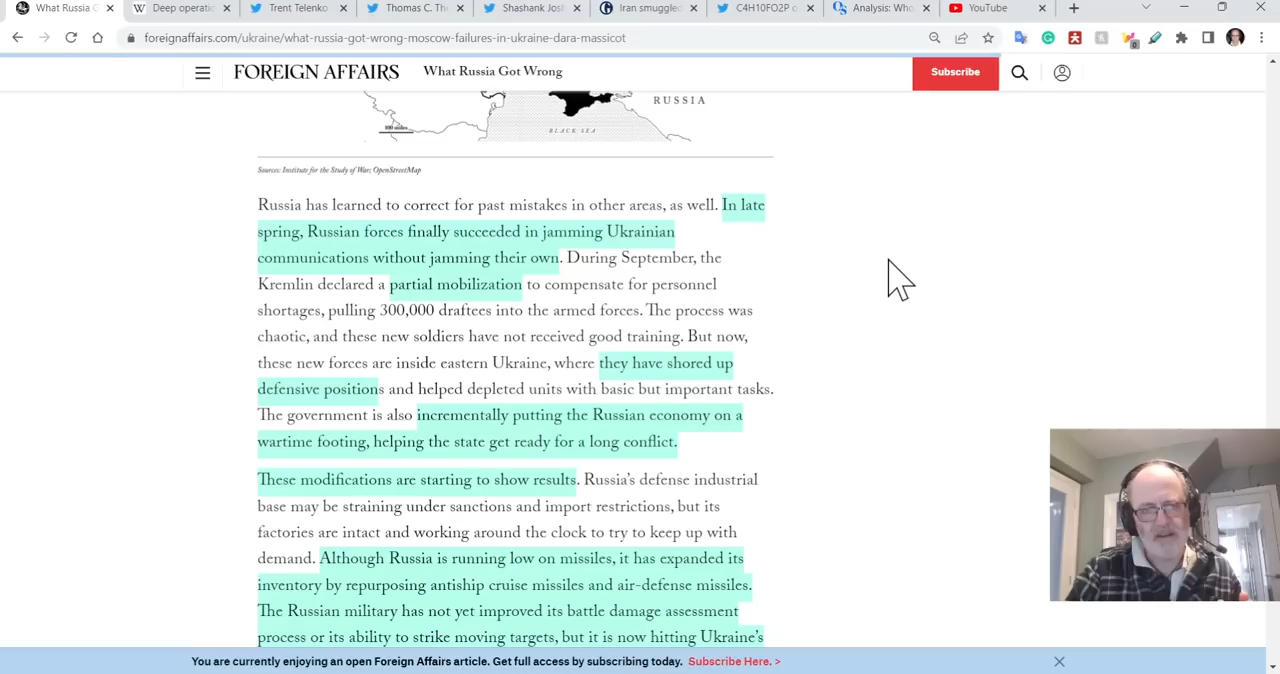 What Russia G
Deep operati
Trent Telenko
Thomas C. The
Shashank Josh
Iran smuggled
C4H10FO2P o
Analysis: Who
YouTube
foreignaffairs.com/ukraine/what-russia-got-wrong-moscow-failures-in-ukraine-dara-massicot
FOREIGN AFFAIRS
What Russia Got Wrong
Subscribe
RUSSIA
100 miles
BLACK SEA
Sources: Institute for the Study of War; OpenStreetMap
Russia has learned to correct for past mistakes in other areas, as well. In late
spring, Russian forces finally succeeded in jamming Ukrainian
communications without jamming their own. During September, the
Kremlin declared a partial mobilization to compensate for personnel
shortages, pulling 300,000 draftees into the armed forces. The process was
chaotic, and these new soldiers have not received good training. But now,
these new forces are inside eastern Ukraine, where they have shored up
defensive positions and helped depleted units with basic but important tasks.
The government is also incrementally putting the Russian economy on a
wartime footing, helping the state get ready for a long conflict.
These modifications are starting to show results. Russia's defense industrial
base may be straining under sanctions and import restrictions, but its
factories are intact and working around the clock to try to keep up with
demand. Although Russia is running low on missiles, it has expanded its
inventory by repurposing antiship cruise missiles and air-defense missiles.
The Russian military has not yet improved its battle damage assessment
process or its ability to strike moving targets, but it is now hitting Ukraine's
You are currently enjoying an open Foreign Affairs article. Get full access by subscribing today. Subscribe Here. >